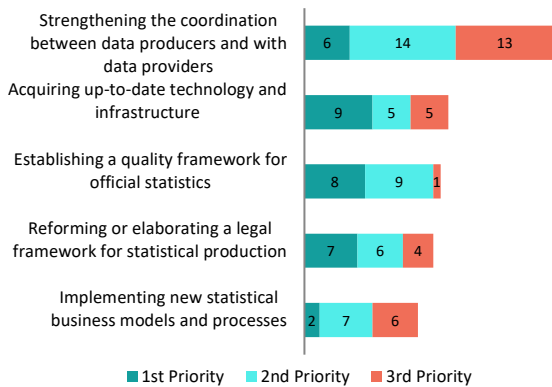 Strengthening the coordination
between data producers and with
data providers
6 14 13
Acquiring up-to-date technology and
infrastructure
9 5 5
Establishing a quality framework for
official statistics
8 9 1
Reforming or elaborating a legal
framework for statistical production
7 6 4
Implementing new statistical
business models and processes
2 7 6
1st Priority 2nd Priority 3rd Priority